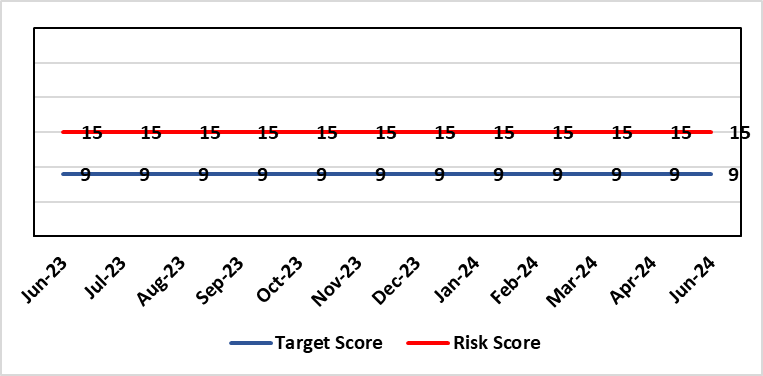 15 15 15 15 15 15 15 15 15 15 15 15
9 9 9 9 9 9 9 9 9 9 9 9
Jun-23 Jul-23 Aug-23 Sep-23 Oct-23 Nov-23 Dec-23 Jan-24 Feb-24 Mar-24 Apr-24 Jun-24
Target Score Risk Score